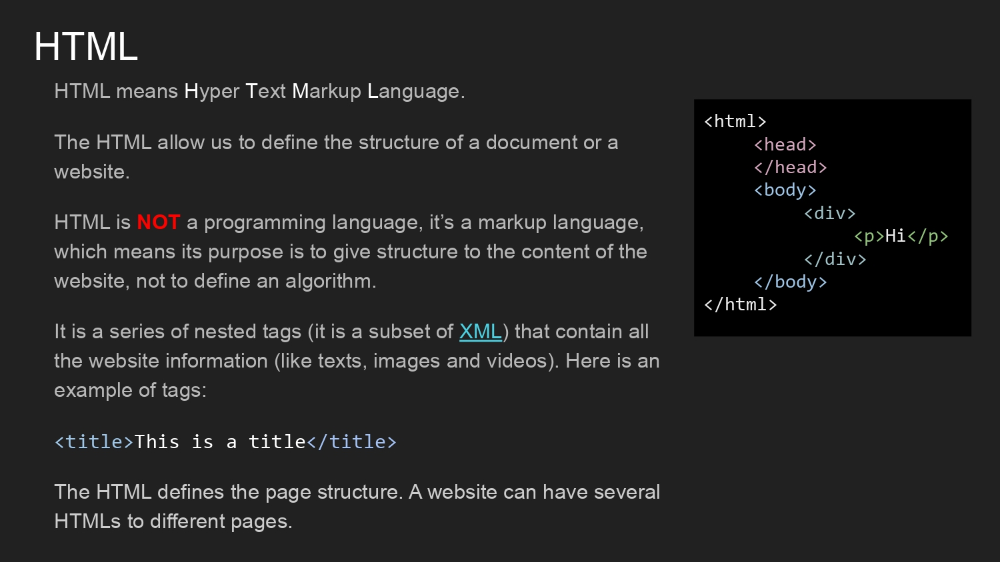 HTML
HTML means Hyper Text Markup Language.
The HTML allow us to define the structure of a document or a
website.
HTML is NOT a programming language, it’s a markup language,
which means its purpose is to give structure to the content of the
website, not to define an algorithm.
It is a series of nested tags (it is a subset of XML) that contain all
the website information (like texts, images and videos). Here is an
example of tags:
<title>This is a title</title>
The HTML defines the page structure. A website can have several
HTMLs to different pages.
<html>
<head>
</head>
<body>
<div>
<p>Hi</p>
</div>
</body>
</html>